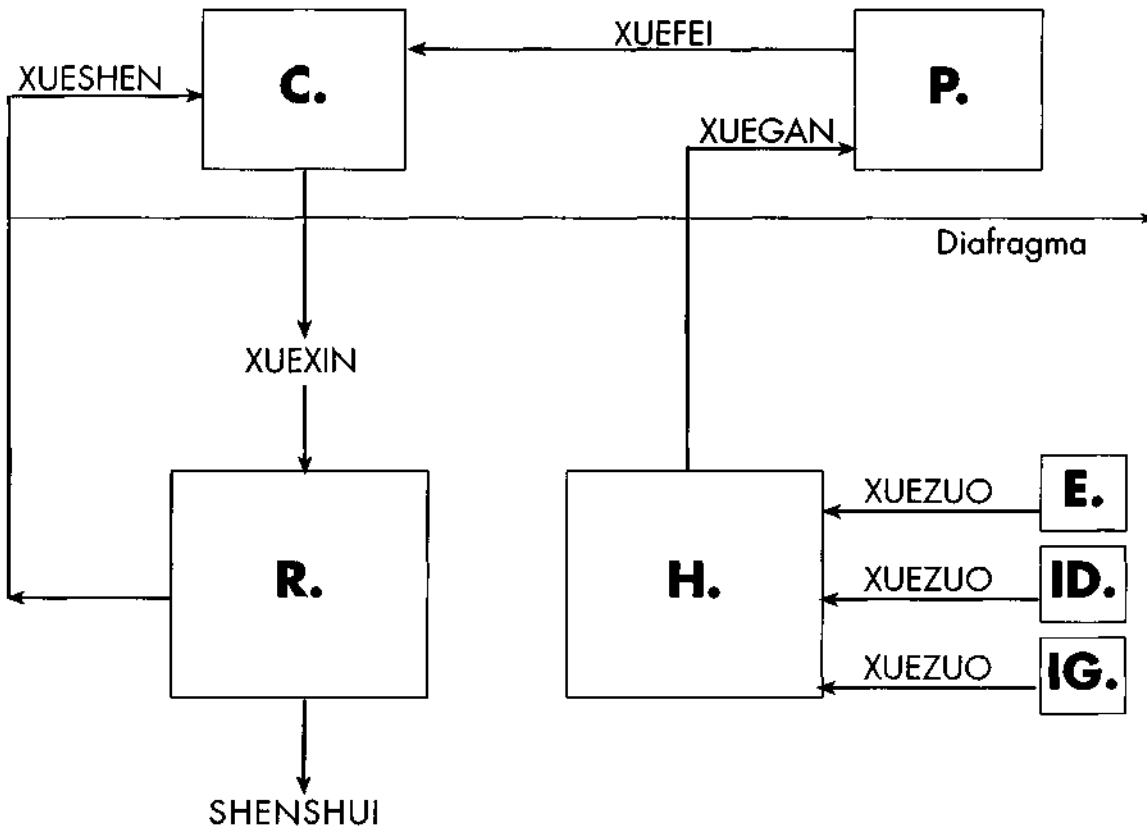 XUEFEI
XUESHEN
C.
P.
XUEGAN
Diafragma
XUEXIN
XUEZUO
E.
R.
H.
XUEZUO
ID.
XUEZUO
IG.
SHENSHUI